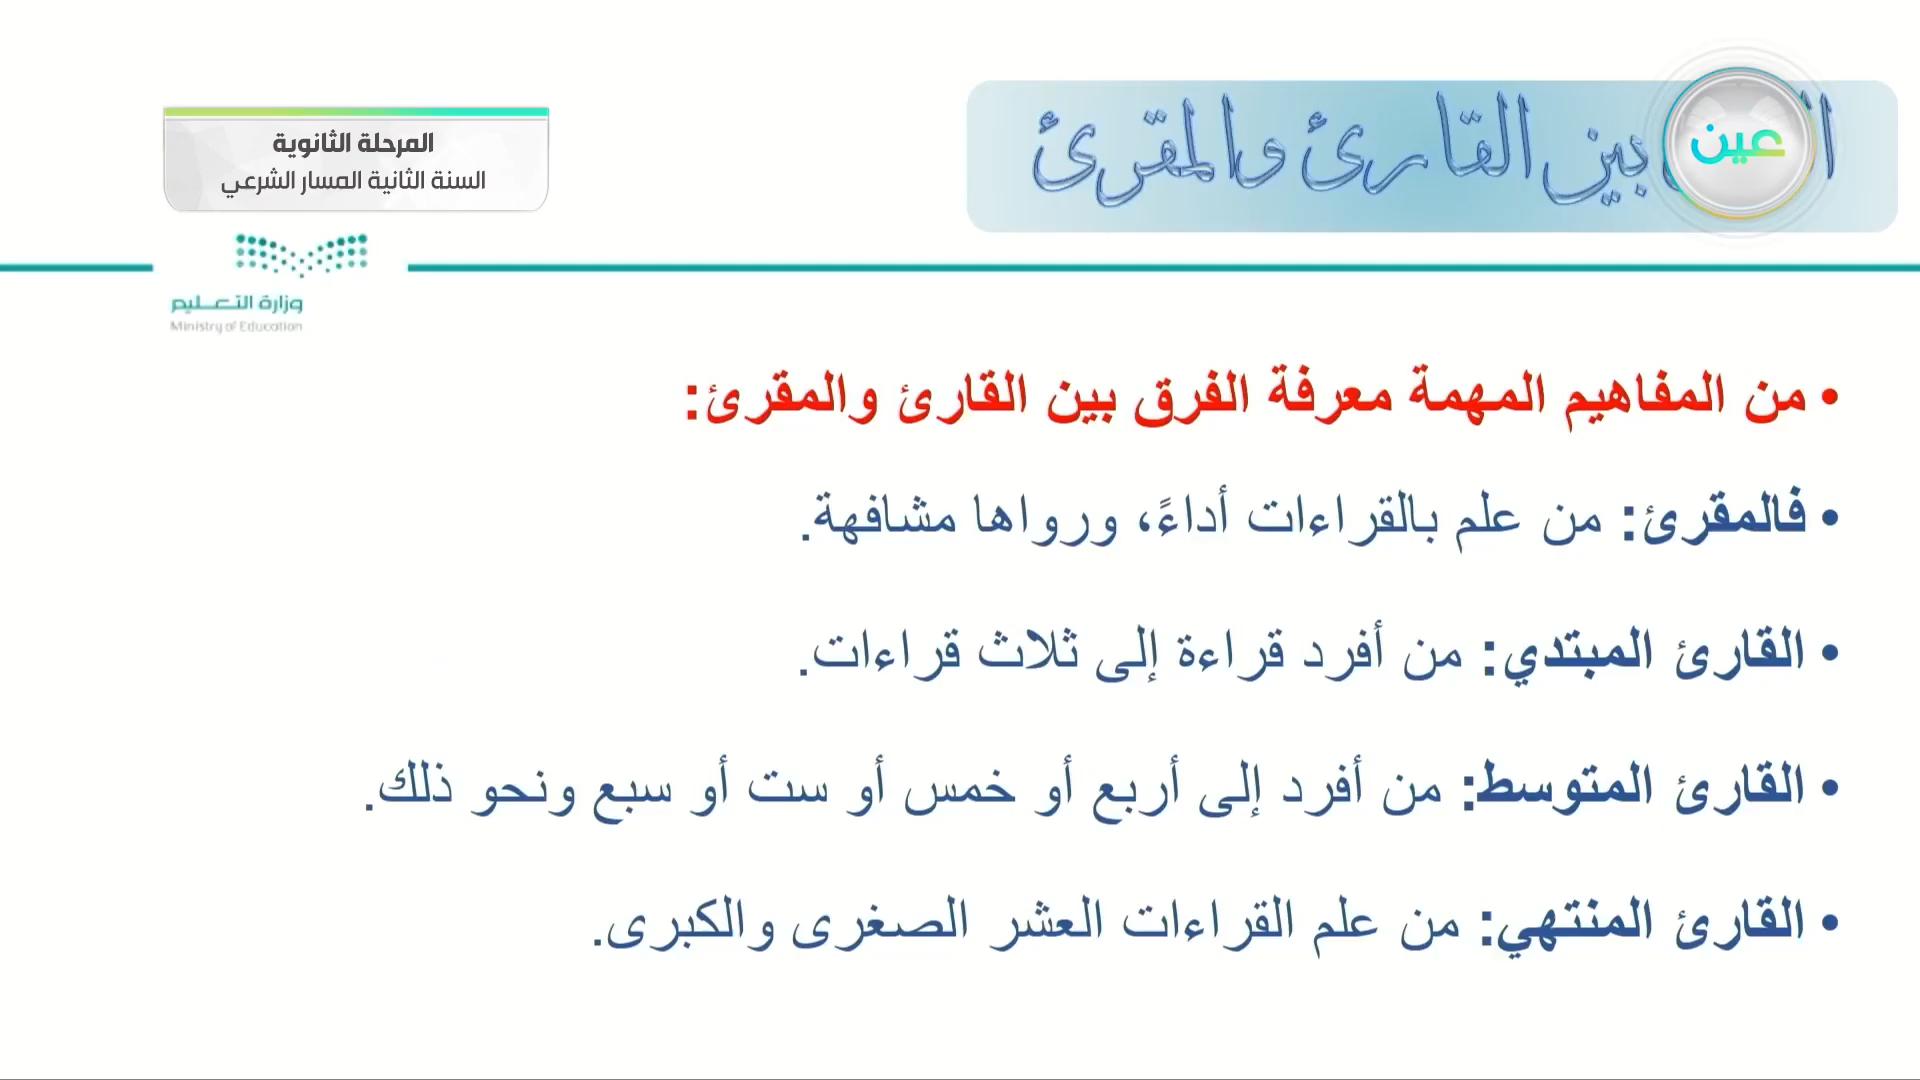 بين القارئ والمقرئ
عين
المرحلة الثانوية
السنة الثانية المسار الشرعي
وزارة التعليم
Ministry of Education
• من المفاهيم المهمة معرفة الفرق بين القارئ والمقرئ:
• فالمقرئ: من علم بالقراءات أداءً، ورواها مشافهة.
• القارئ المبتدي: من أفرد قراءة إلى ثلاث قراءات.
• القارئ المتوسط: من أفرد إلى أربع أو خمس أو ست أو سبع ونحو ذلك.
• القارئ المنتهي: من علم القراءات العشر الصغرى والكبرى.